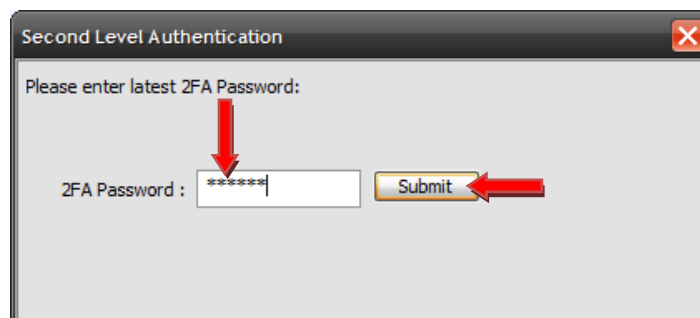 Second Level Authentication
Please enter latest 2FA Password:
2FA Password : ****** Submit